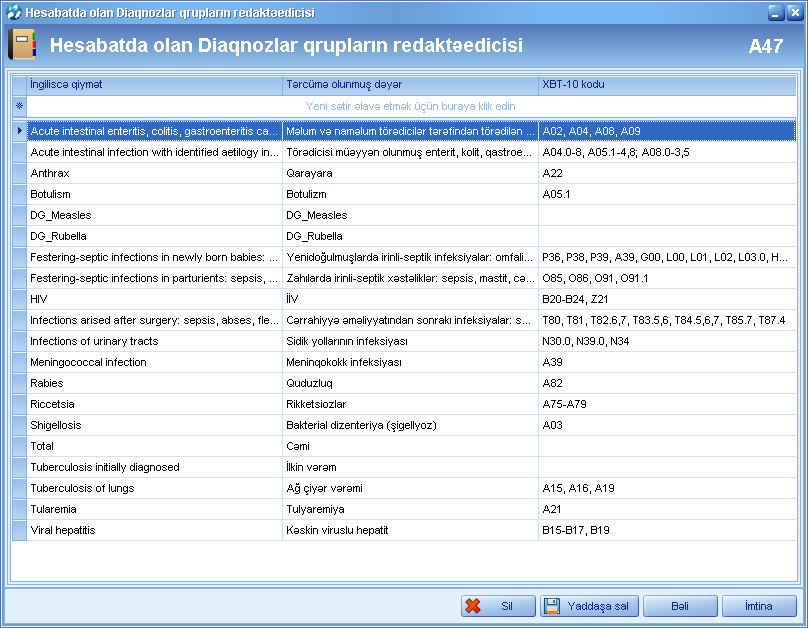 Hesabatda olan Diaqnozlar qrupların redaktəedicisi
Hesabatda olan Diaqnozlar qrupların redaktəedicisi A47
İngiliscə qiymət Tərcümə olunmuş dəyər XBT-10 kodu
Yeni sətir əlavə etmək üçün buraya klik edin
Acute intestinal enteritis, colitis, gastroenteritis ca... Məlum və naməlum törədicilər tərəfindən törədilən ... A02, A04, A08, A09
Acute intestinal infection with identified aetilogy in... Törədicisi müəyyən olunmuş enterit, kolit, qastroe... A04.0-8, A05.1-4,8; A08.0-3,5
Anthrax Qarayara A22
Botulism Botulizm A05.1
DG_Measles DG_Measles
DG_Rubella DG_Rubella
Festering-septic infections in newly born babies: ... Yenidoğulmuşlarda irinli-septik infeksiyalar: omfali... P36, P38, P39, A39, G00, L00, L01, L02, L03.0, H...
Festering-septic infections in parturients: sepsis, ... Zahılarda irinli-septik xəstəliklər: sepsis, mastit, cə... O85, O86, O91, O91.1
HIV İİV B20-B24, Z21
Infections arised after surgery: sepsis, abses, fle... Cərrahiyyə əməliyyatından sonrakı infeksiyalar: s... T80, T81, T82.6,7, T83.5,6, T84.5,6,7, T85.7, T87.4
Infections of urinary tracts Sidik yollarının infeksiyası N30.0, N39.0, N34
Meningococcal infection Meninqokokk infeksiyası A39
Rabies Quduzluq A82
Riccetsia Rikketsiozlar A75-A79
Shigellosis Bakterial dizenteriya (şigellyoz) A03
Total Cəmi
Tuberculosis initially diagnosed İlkin vərəm
Tuberculosis of lungs Ağ çiyər vərəmi A15, A16, A19
Tularemia Tulyaremiya A21
Viral hepatitis Kəskin viruslu hepatit B15-B17, B19
Sil Yaddaşa sal Bəli İmtina